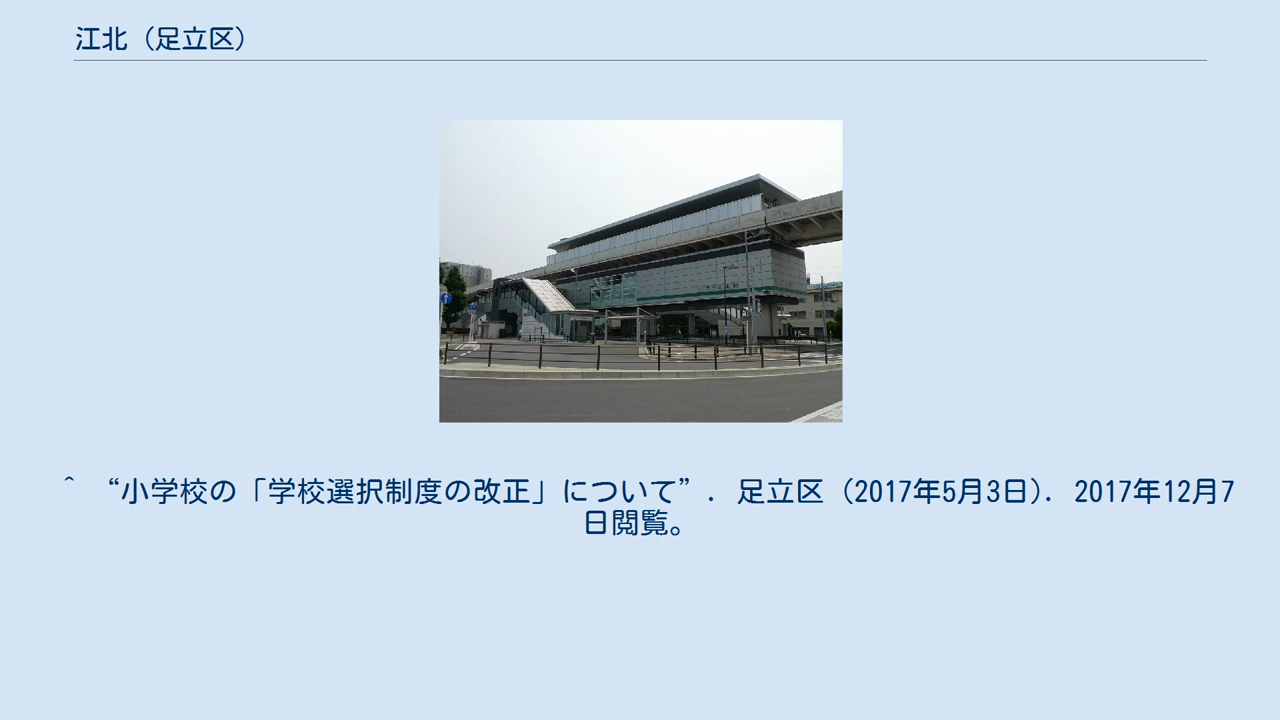 江北（足立区）
^ “小学校の「学校選択制度の改正」について”. 足立区（2017年5月3日）. 2017年12月7
日閲覧。